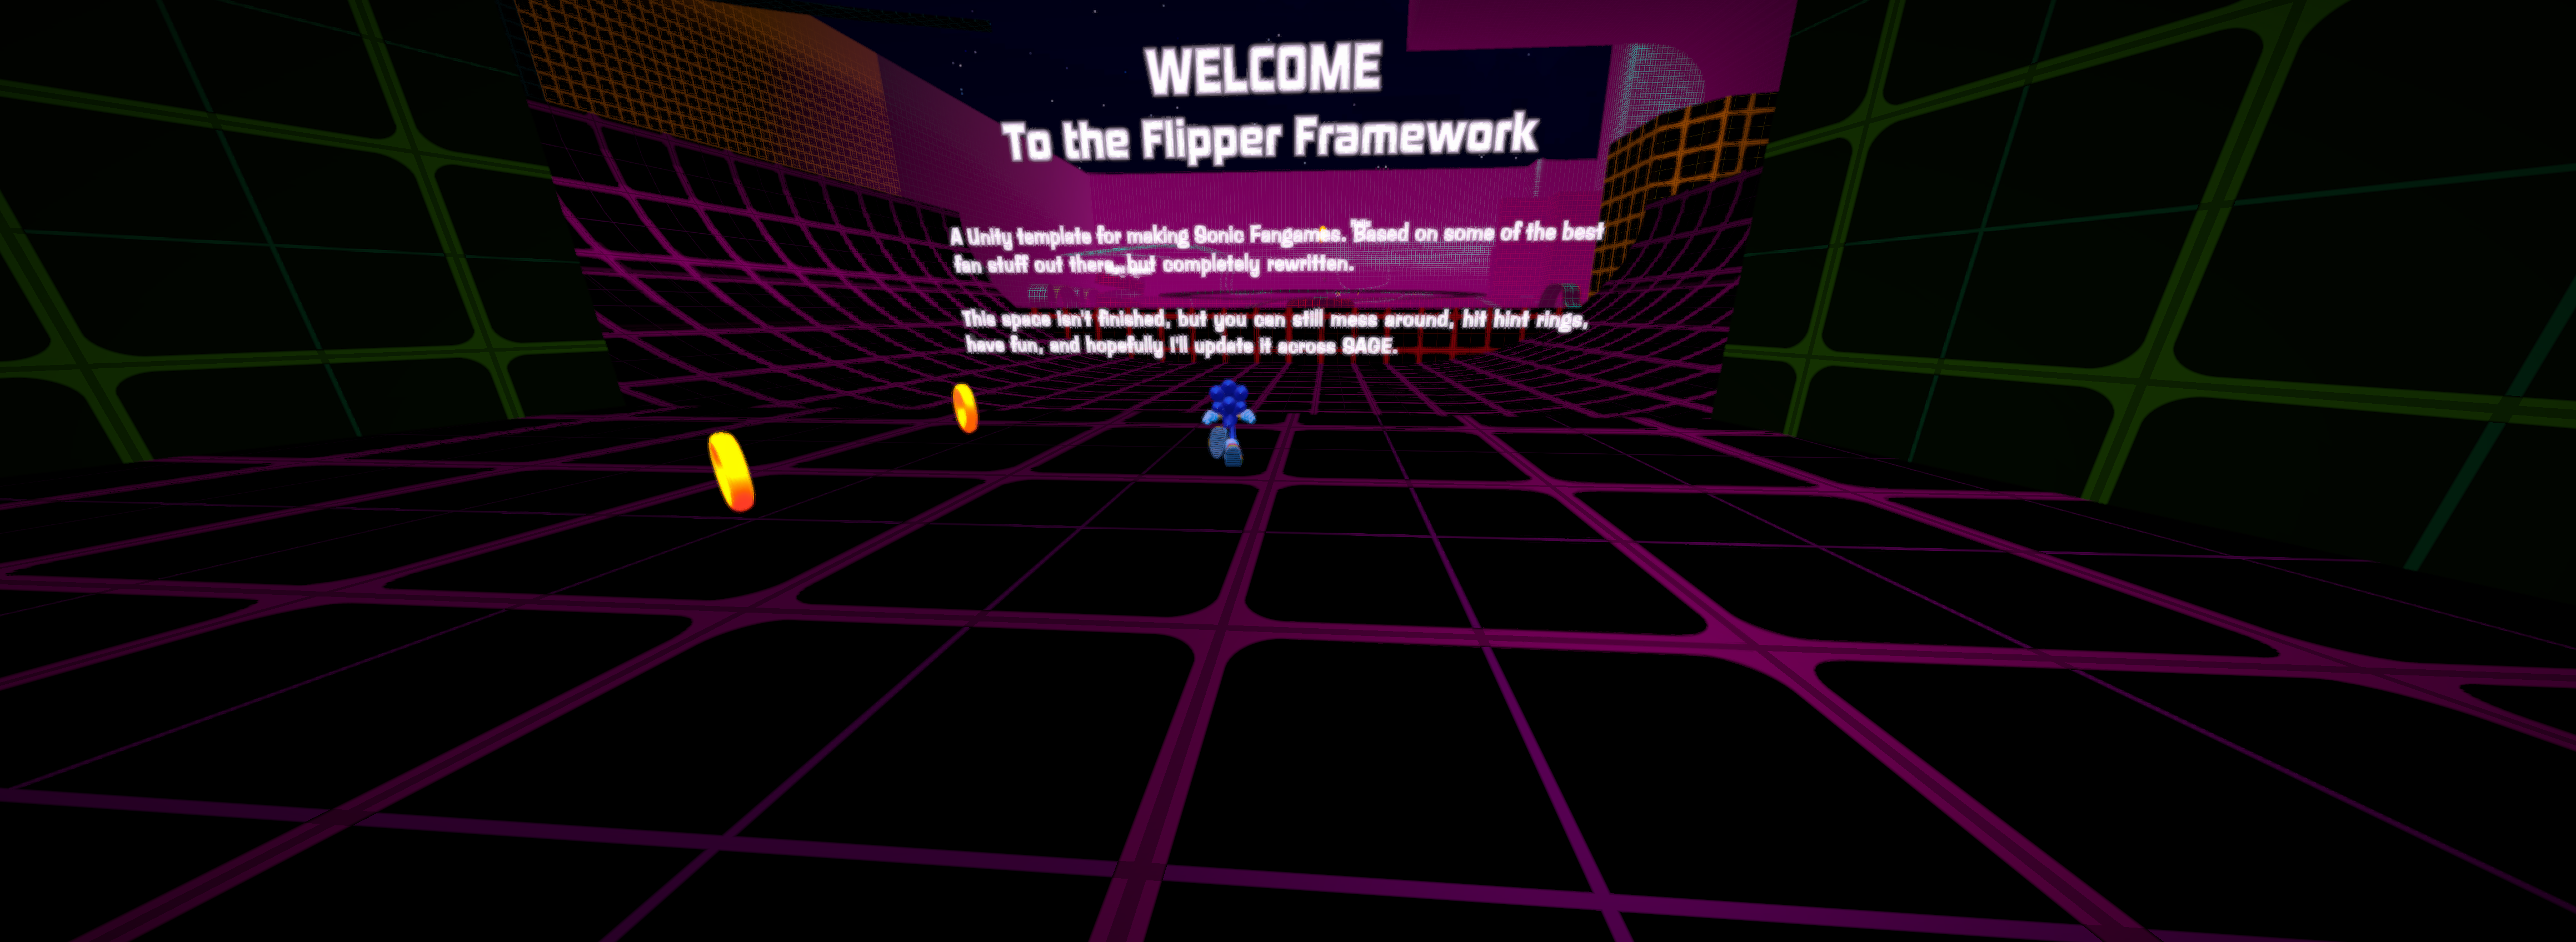 WELCOME
To the Flipper Framework
A Unity template for making Sonic Fangames. Based on some of the best
fan stuff out there, but completely rewritten.
This space isn't finished, but you can still mess around, hit hint rings,
have fun, and hopefully I'll update it across SAGE.